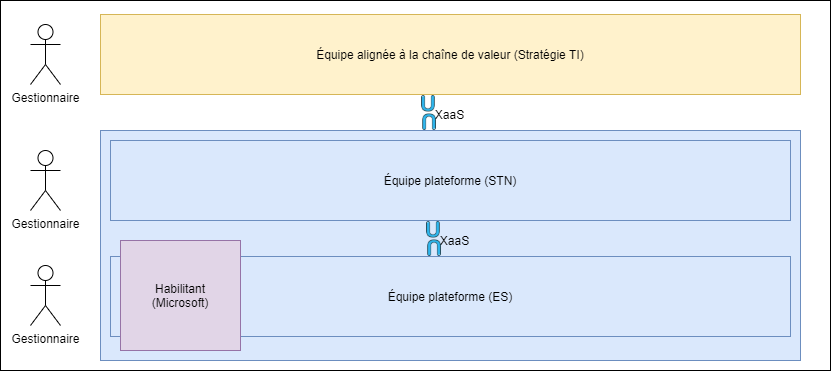 Équipe alignée à la chaîne de valeur (Stratégie TI)
Gestionnaire
XaaS
Équipe plateforme (STN)
Gestionnaire
XaaS
Habilitant
(Microsoft)
Équipe plateforme (ES)
Gestionnaire